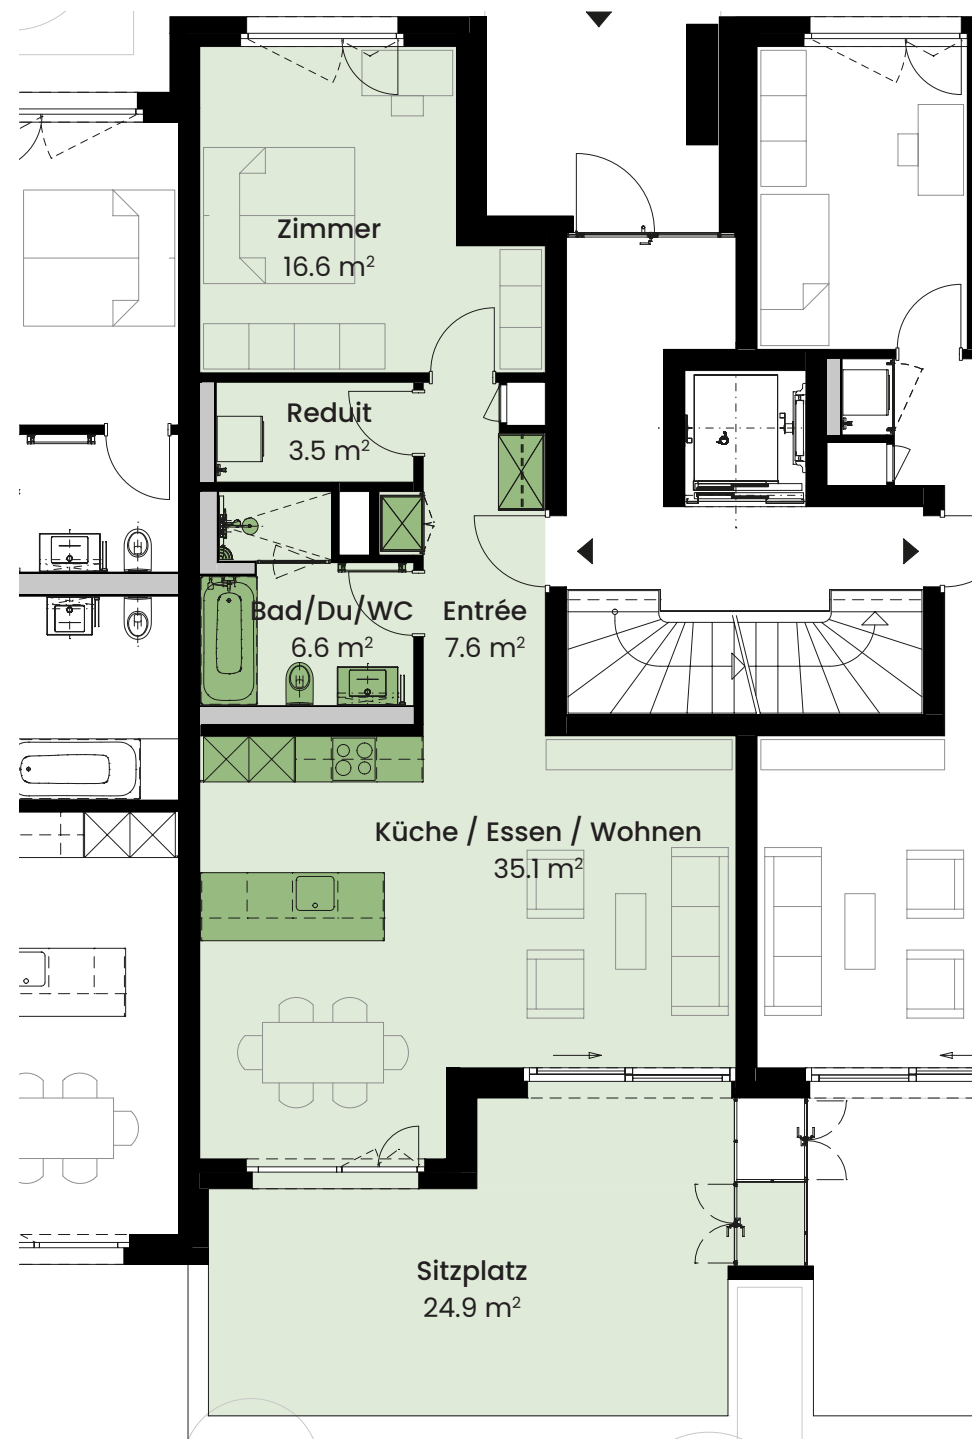 Zimmer
16.6 m²
Reduit
3.5 m²
Bad/Du/WC
6.6 m²
Entrée
7.6 m²
Küche / Essen / Wohnen
35.1 m²
Sitzplatz
24.9 m²